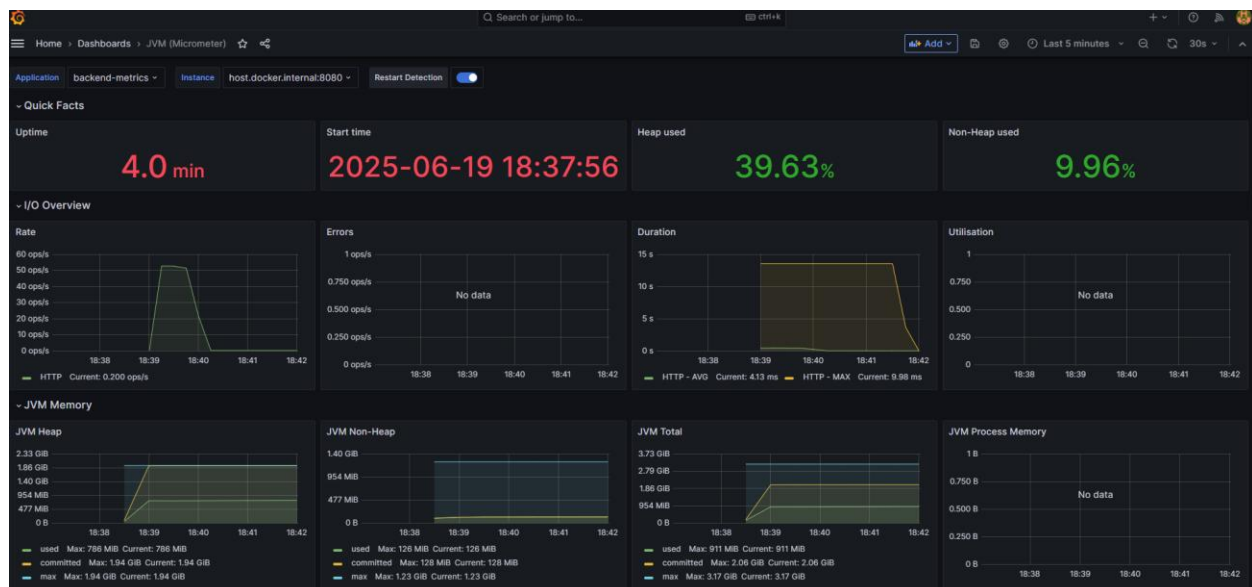 Search or jump to... ctrl+k
Home › Dashboards › JVM (Micrometer) Add Last 5 minutes 30s
Application backend-metrics Instance host.docker.internal:8080 Restart Detection
Quick Facts
Uptime
4.0 min
Start time
2025-06-19 18:37:56
Heap used
39.63%
Non-Heap used
9.96%
I/O Overview
Rate
60 ops/s
50 ops/s
40 ops/s
30 ops/s
20 ops/s
10 ops/s
0 ops/s
18:38 18:39 18:40 18:41 18:42
HTTP Current: 0.200 ops/s
Errors
1 ops/s
0.750 ops/s
0.500 ops/s
0.250 ops/s
0 ops/s
No data
18:38 18:39 18:40 18:41 18:42
Duration
15 s
10 s
5 s
0 s
18:38 18:39 18:40 18:41 18:42
HTTP - AVG Current: 4.13 ms HTTP - MAX Current: 9.98 ms
Utilisation
1
0.750
0.500
0.250
0
No data
18:38 18:39 18:40 18:41 18:42
JVM Memory
JVM Heap
2.33 GiB
1.86 GiB
1.40 GiB
954 MiB
477 MiB
0 B
18:38 18:39 18:40 18:41 18:42
used Max: 786 MiB Current: 786 MiB
committed Max: 1.94 GiB Current: 1.94 GiB
max Max: 1.94 GiB Current: 1.94 GiB
JVM Non-Heap
1.40 GiB
954 MiB
477 MiB
0 B
18:38 18:39 18:40 18:41 18:42
used Max: 126 MiB Current: 126 MiB
committed Max: 128 MiB Current: 128 MiB
max Max: 1.23 GiB Current: 1.23 GiB
JVM Total
3.73 GiB
2.79 GiB
1.86 GiB
954 MiB
0 B
18:38 18:39 18:40 18:41 18:42
used Max: 911 MiB Current: 911 MiB
committed Max: 2.06 GiB Current: 2.06 GiB
max Max: 3.17 GiB Current: 3.17 GiB
JVM Process Memory
1 B
0.750 B
0.500 B
0.250 B
0 B
No data
18:38 18:39 18:40 18:41 18:42